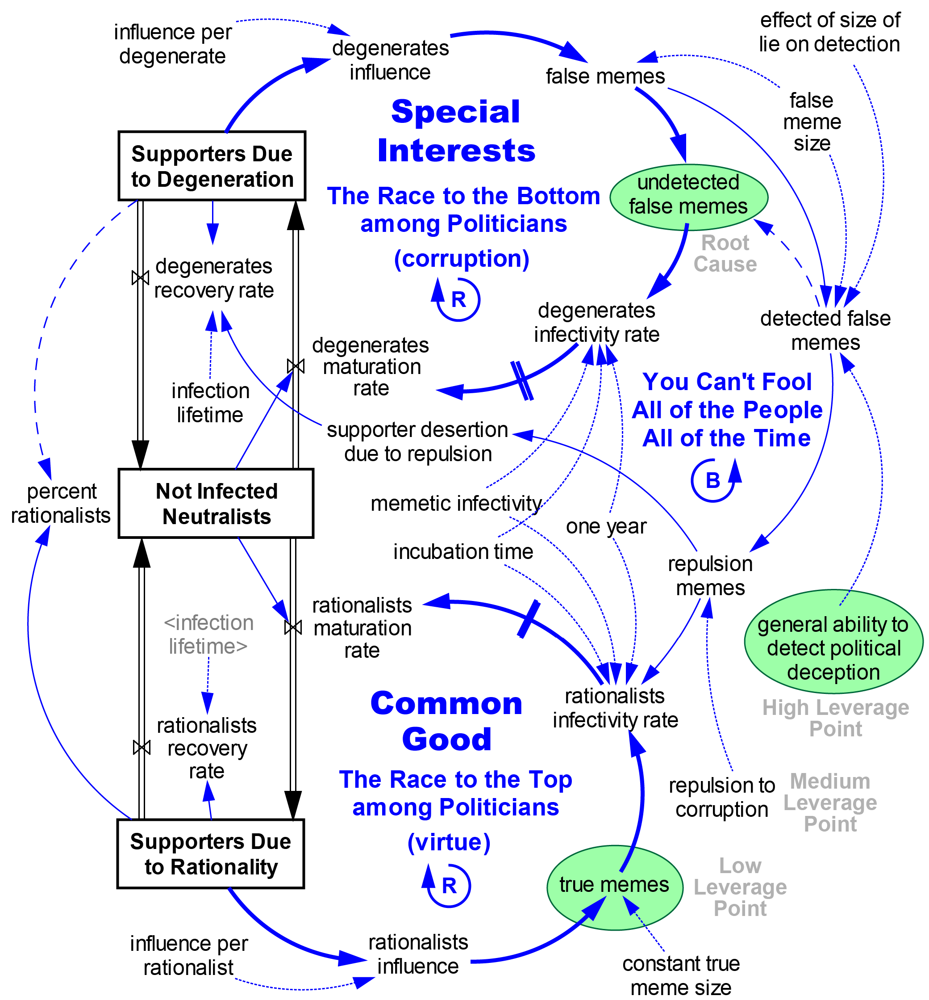 influence per
degenerate
degenerates
influence
false memes
effect of size of
lie on detection
false
meme
size
Special
Interests
The Race to the Bottom
among Politicians
(corruption)
R
Supporters Due
to Degeneration
undetected
false memes
Root
Cause
degenerates
recovery rate
degenerates
infectivity rate
detected false
memes
degenerates
maturation
rate
infection
lifetime
You Can't Fool
All of the People
All of the Time
B
supporter desertion
due to repulsion
percent
rationalists
Not Infected
Neutralists
memetic infectivity
one year
incubation time
repulsion
memes
rationalists
maturation
rate
<infection
lifetime>
general ability to
detect political
deception
High Leverage
Point
rationalists
infectivity rate
Common
Good
The Race to the Top
among Politicians
(virtue)
R
rationalists
recovery
rate
repulsion to
corruption
Medium
Leverage
Point
Supporters Due
to Rationality
true memes
Low
Leverage
Point
influence per
rationalist
rationalists
influence
constant true
meme size